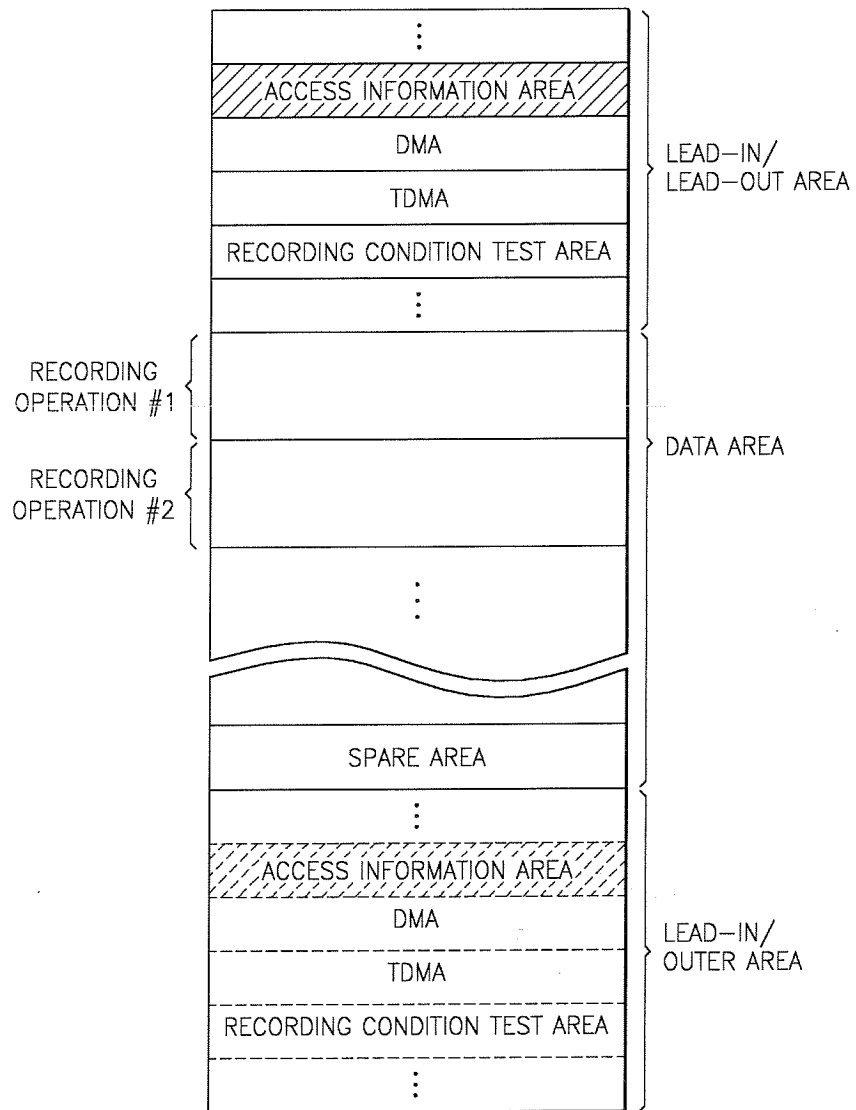 ACCESS INFORMATION AREA
DMA
TDMA
RECORDING CONDITION TEST AREA
LEAD-IN/
LEAD-OUT AREA
RECORDING
OPERATION #1
RECORDING
OPERATION #2
DATA AREA
SPARE AREA
ACCESS INFORMATION AREA
DMA
TDMA
RECORDING CONDITION TEST AREA
LEAD-IN/
OUTER AREA